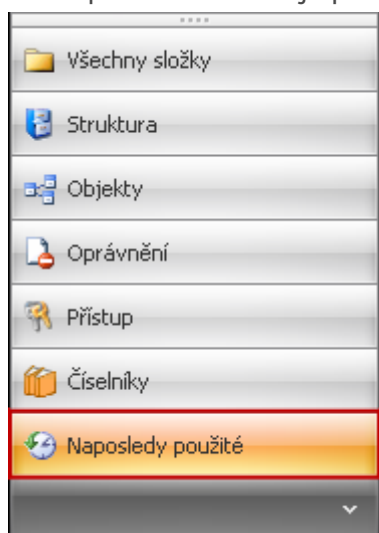 Všechny složky
Struktura
Objekty
Oprávnění
Přístup
Číselníky
Naposledy použité